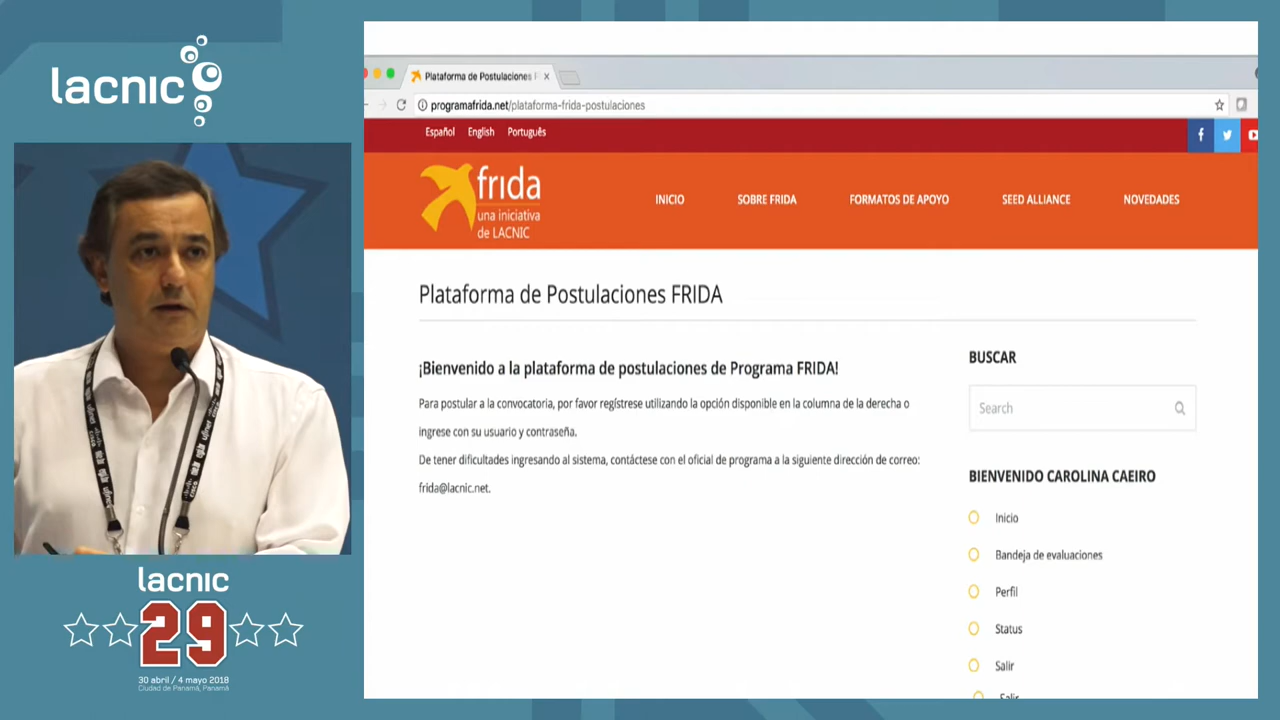 lacnic
lacnic
29
30 abril / 4 mayo 2018
Ciudad de Panamá, Panamá
Plataforma de Postulaciones F
programafrida.net/plataforma-frida-postulaciones
Español English Português
frida
una iniciativa
de LACNIC
INICIO SOBRE FRIDA FORMATOS DE APOYO SEED ALLIANCE NOVEDADES
Plataforma de Postulaciones FRIDA
¡Bienvenido a la plataforma de postulaciones de Programa FRIDA!
Para postular a la convocatoria, por favor regístrese utilizando la opción disponible en la columna de la derecha o
ingrese con su usuario y contraseña.
De tener dificultades ingresando al sistema, contáctese con el oficial de programa a la siguiente dirección de correo:
frida@lacnic.net.
BUSCAR
Search
BIENVENIDO CAROLINA CAEIRO
Inicio
Bandeja de evaluaciones
Perfil
Status
Salir
Salir